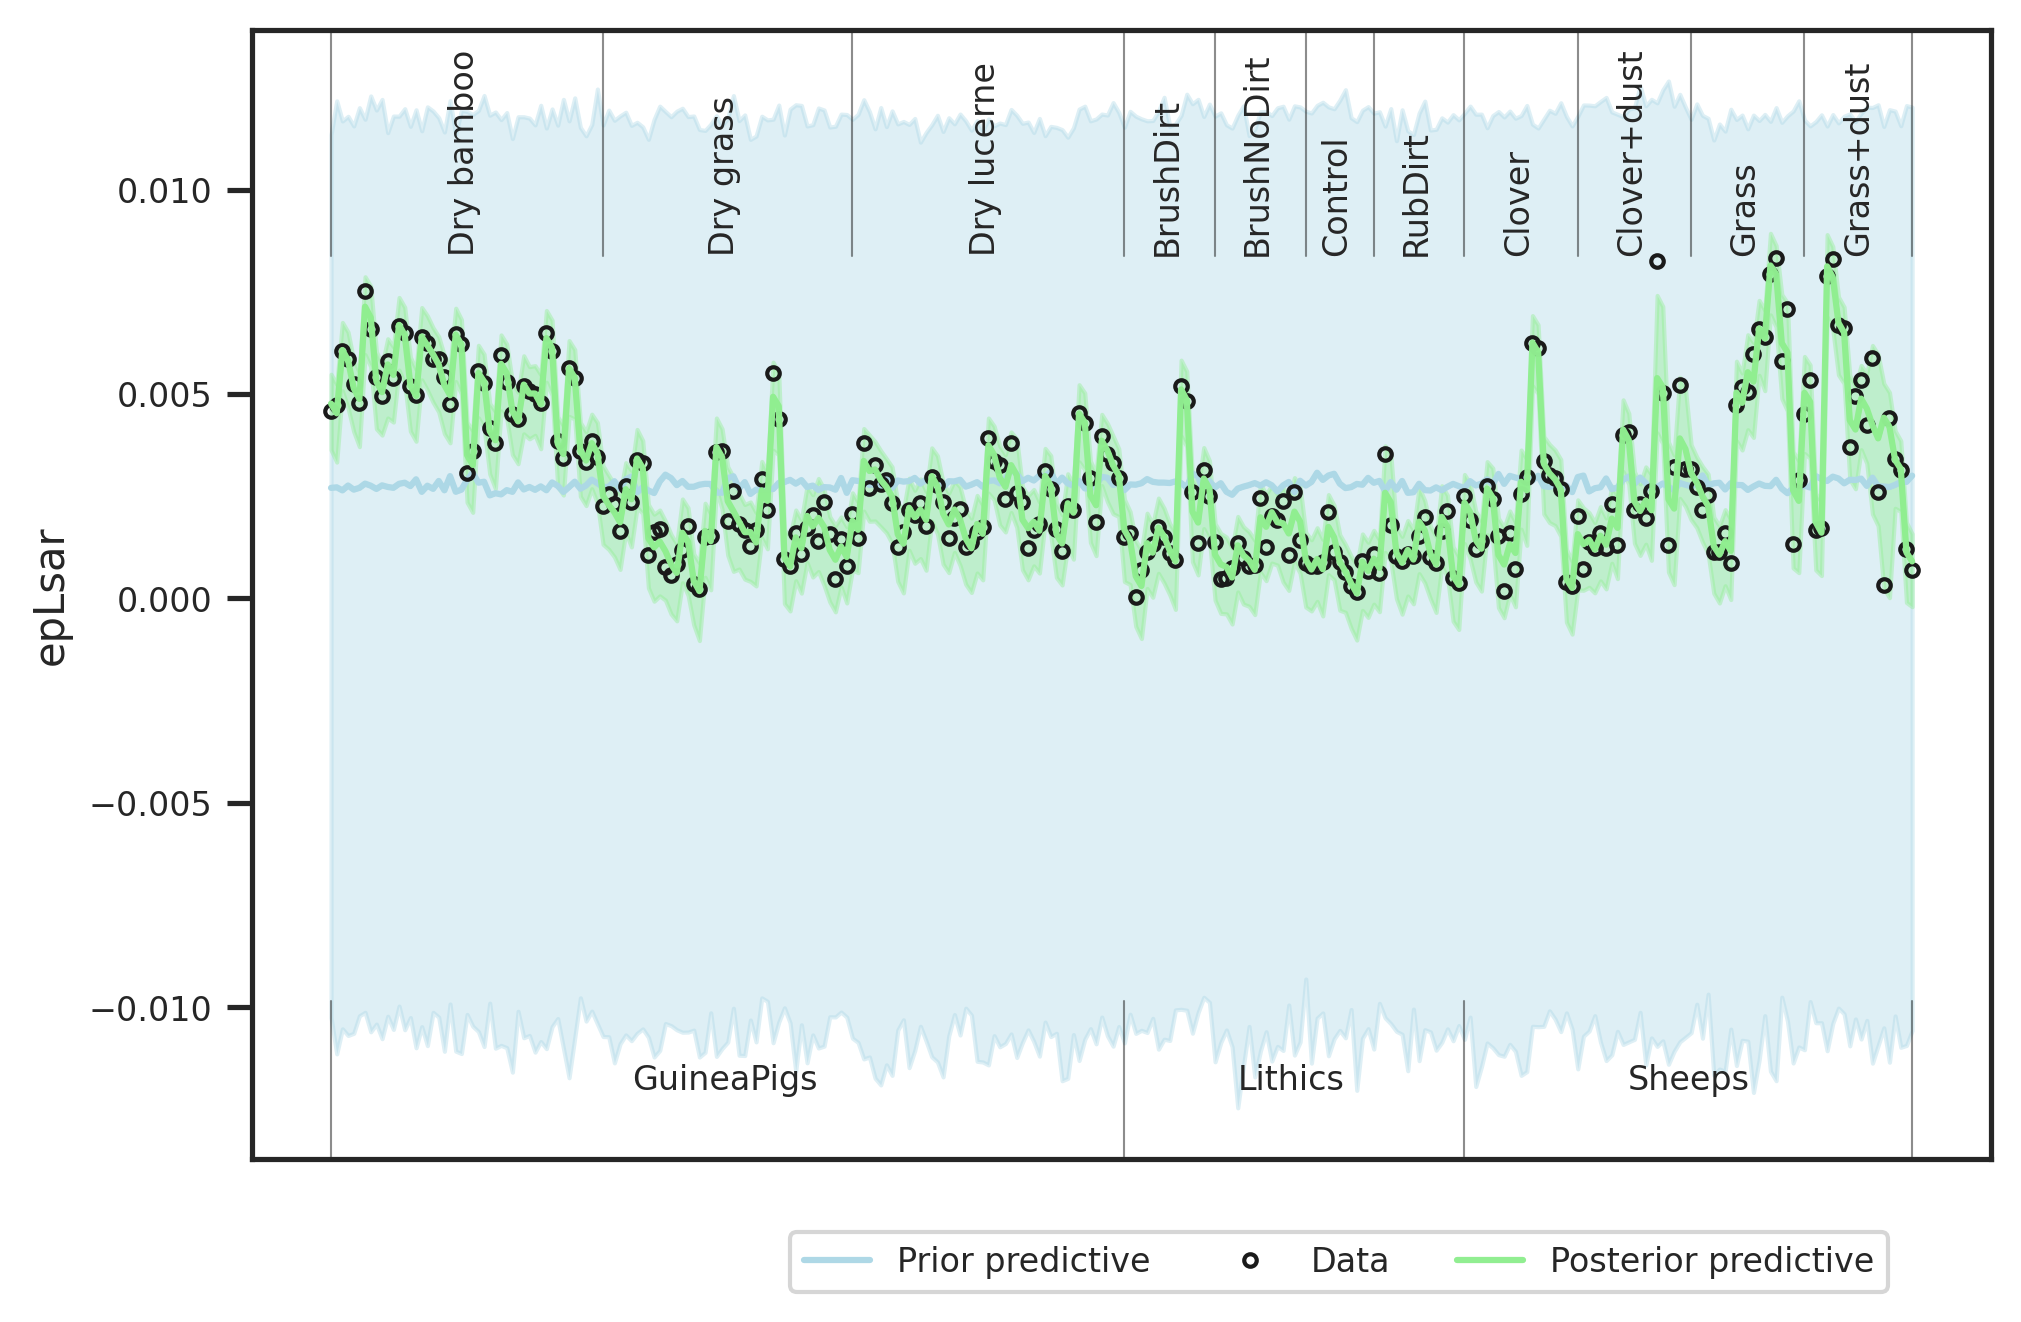 Dry bamboo
Dry grass
Dry lucerne
BrushDirt
BrushNoDirt
Control
RubDirt
Clover
Clover+dust
Grass
Grass+dust
0.010
0.005
0.000
−0.005
−0.010
epLsar
GuineaPigs
Lithics
Sheeps
Prior predictive
Data
Posterior predictive